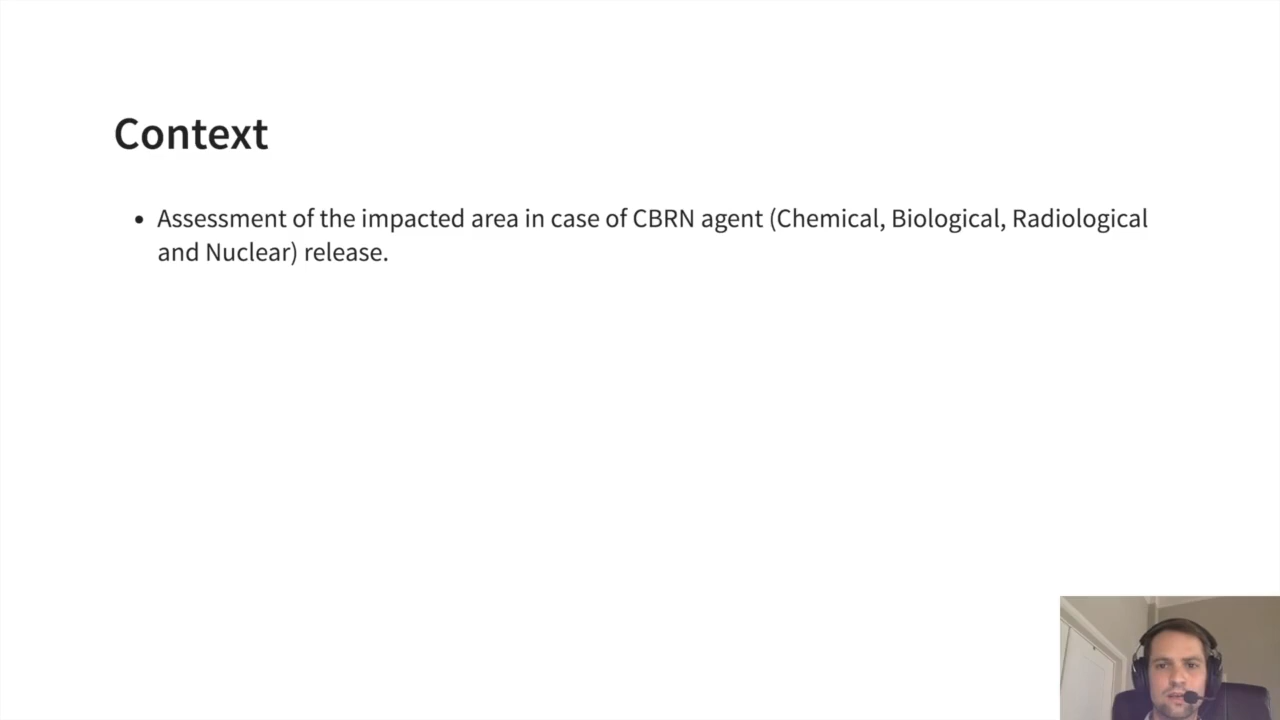 Context
• Assessment of the impacted area in case of CBRN agent (Chemical, Biological, Radiological
and Nuclear) release.